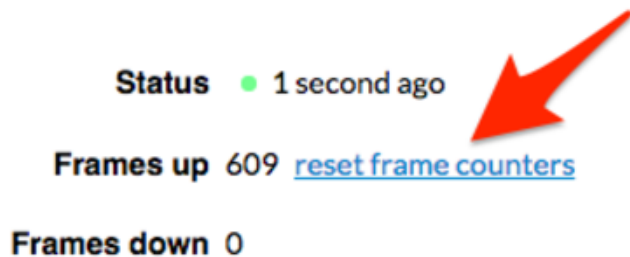 Status 1 second ago
Frames up 609 reset frame counters
Frames down 0